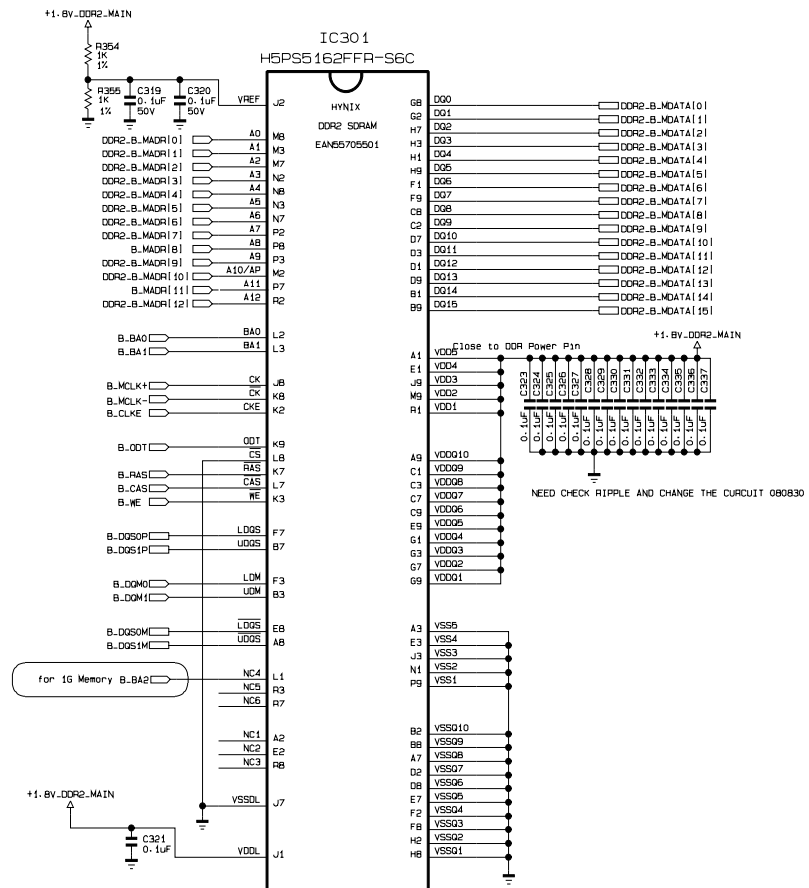 +1.8V_DDR2_MAIN
R354
1K
1%
R355
1K
1%
C319
0.1uF
50V
C320
0.1uF
50V
IC301
H5PS5162FFR-S6C
HYNIX
DDR2 SDRAM
EAN55705501
VREF J2
DDR2_B_MADR[0] A0 M8
DDR2_B_MADR[1] A1 M3
DDR2_B_MADR[2] A2 M7
DDR2_B_MADR[3] A3 N2
DDR2_B_MADR[4] A4 N8
DDR2_B_MADR[5] A5 N3
DDR2_B_MADR[6] A6 N7
DDR2_B_MADR[7] A7 P2
B_MADR[8] A8 P8
DDR2_B_MADR[9] A9 P3
DDR2_B_MADR[10] A10/AP M2
B_MADR[11] A11 P7
DDR2_B_MADR[12] A12 R2
B_BA0 BA0 L2
B_BA1 BA1 L3
B_MCLK+ CK J8
B_MCLK- CK K8
B_CLKE CKE K2
B_ODT ODT K9
CS L8
B_RAS RAS K7
B_CAS CAS L7
B_WE WE K3
B_DQS0P LDQS F7
B_DQS1P UDQS B7
B_DQM0 LDM F3
B_DQM1 UDM B3
B_DQS0M LDQS E8
B_DQS1M UDQS A8
for 1G Memory B_BA2 NC4 L1
NC5 R3
NC6 R7
NC1 A2
NC2 E2
NC3 R8
VSSDL J7
+1.8V_DDR2_MAIN
C321
0.1uF
VDDL J1
G8 DQ0 DDR2_B_MDATA[0]
G2 DQ1 DDR2_B_MDATA[1]
H7 DQ2 DDR2_B_MDATA[2]
H3 DQ3 DDR2_B_MDATA[3]
H1 DQ4 DDR2_B_MDATA[4]
H9 DQ5 DDR2_B_MDATA[5]
F1 DQ6 DDR2_B_MDATA[6]
F9 DQ7 DDR2_B_MDATA[7]
C8 DQ8 DDR2_B_MDATA[8]
C2 DQ9 DDR2_B_MDATA[9]
D7 DQ10 DDR2_B_MDATA[10]
D3 DQ11 DDR2_B_MDATA[11]
D1 DQ12 DDR2_B_MDATA[12]
D9 DQ13 DDR2_B_MDATA[13]
B1 DQ14 DDR2_B_MDATA[14]
B9 DQ15 DDR2_B_MDATA[15]
+1.8V_DDR2_MAIN
Close to DDR Power Pin
A1 VDD5
E1 VDD4
J9 VDD3
M9 VDD2
R1 VDD1
C323 0.1uF
C324 0.1uF
C325 0.1uF
C326 0.1uF
C327 0.1uF
C328 0.1uF
C329 0.1uF
C330 0.1uF
C331 0.1uF
C332 0.1uF
C333 0.1uF
C334 0.1uF
C335 0.1uF
C336 0.1uF
C337 0.1uF
NEED CHECK RIPPLE AND CHANGE THE CURCUIT 080830
A9 VDDQ10
C1 VDDQ9
C3 VDDQ8
C7 VDDQ7
C9 VDDQ6
E9 VDDQ5
G1 VDDQ4
G3 VDDQ3
G7 VDDQ2
G9 VDDQ1
A3 VSS5
E3 VSS4
J3 VSS3
N1 VSS2
P9 VSS1
B2 VSSQ10
B8 VSSQ9
A7 VSSQ8
D2 VSSQ7
D8 VSSQ6
E7 VSSQ5
F2 VSSQ4
F8 VSSQ3
H2 VSSQ2
H8 VSSQ1